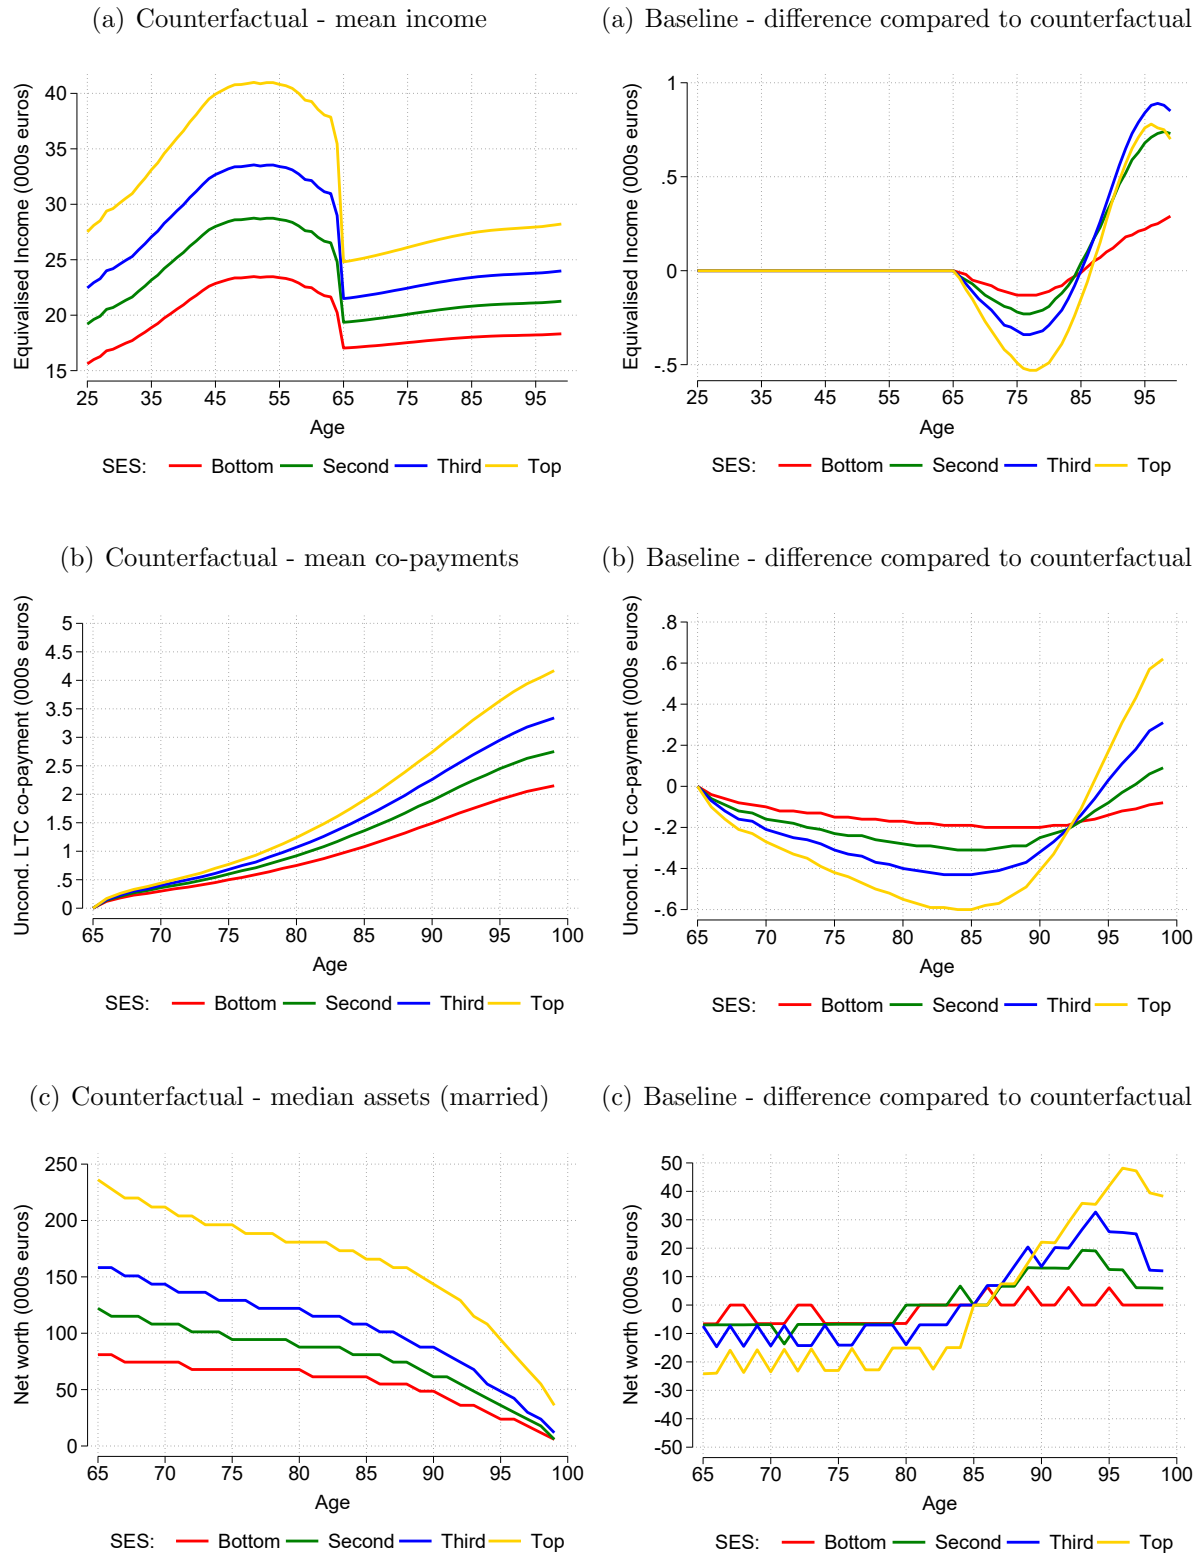 (a) Counterfactual - mean income
Equivalised Income (000s euros)
40
35
30
25
20
15
25 35 45 55 65 75 85 95
Age
SES: Bottom Second Third Top
(a) Baseline - difference compared to counterfactual
Equivalised Income (000s euros)
1
.5
0
-.5
25 35 45 55 65 75 85 95
Age
SES: Bottom Second Third Top
(b) Counterfactual - mean co-payments
Uncond. LTC co-payment (000s euros)
5
4.5
4
3.5
3
2.5
2
1.5
1
.5
0
65 70 75 80 85 90 95 100
Age
SES: Bottom Second Third Top
(b) Baseline - difference compared to counterfactual
Uncond. LTC co-payment (000s euros)
.8
.6
.4
.2
0
-.2
-.4
-.6
65 70 75 80 85 90 95 100
Age
SES: Bottom Second Third Top
(c) Counterfactual - median assets (married)
Net worth (000s euros)
250
200
150
100
50
0
65 70 75 80 85 90 95 100
Age
SES: Bottom Second Third Top
(c) Baseline - difference compared to counterfactual
Net worth (000s euros)
50
40
30
20
10
0
-10
-20
-30
-40
-50
65 70 75 80 85 90 95 100
Age
SES: Bottom Second Third Top